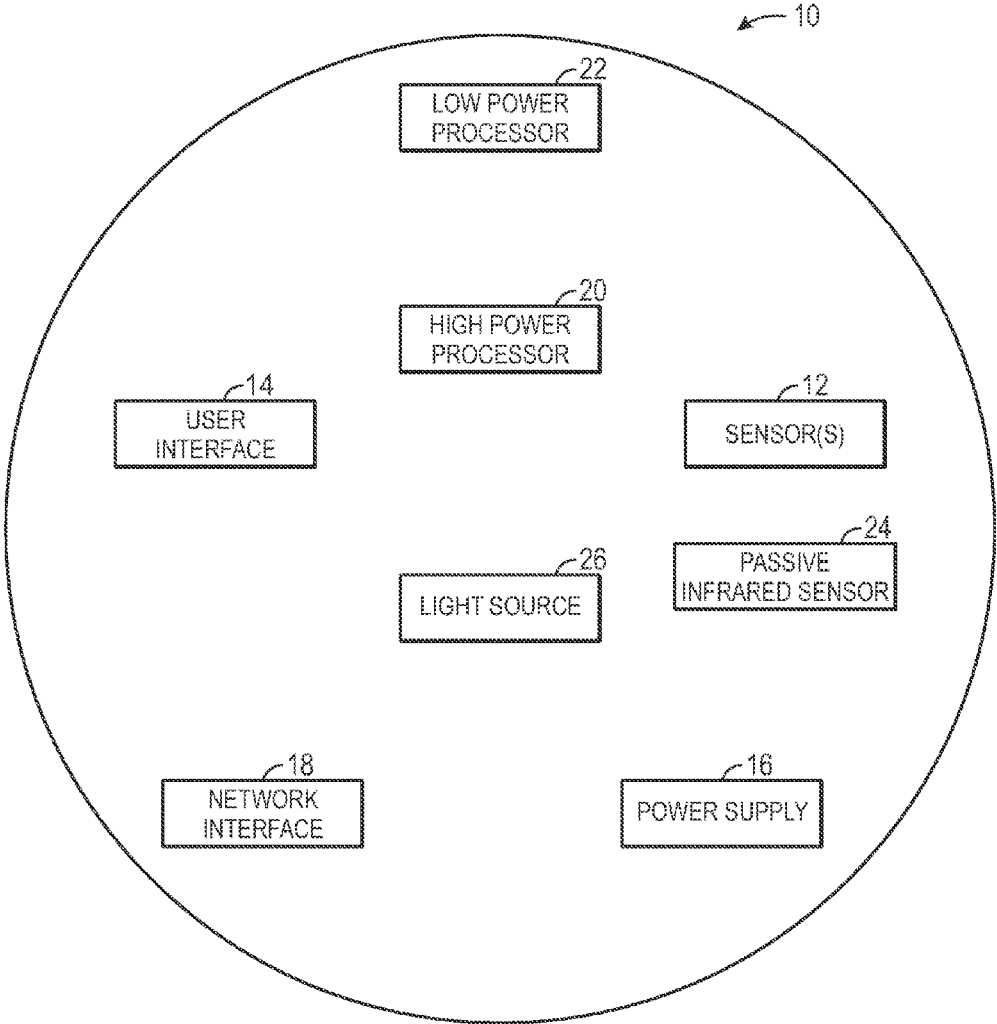 10
22
LOW POWER
PROCESSOR
20
HIGH POWER
PROCESSOR
14
USER
INTERFACE
12
SENSOR(S)
24
PASSIVE
INFRARED SENSOR
26
LIGHT SOURCE
18
NETWORK
INTERFACE
16
POWER SUPPLY